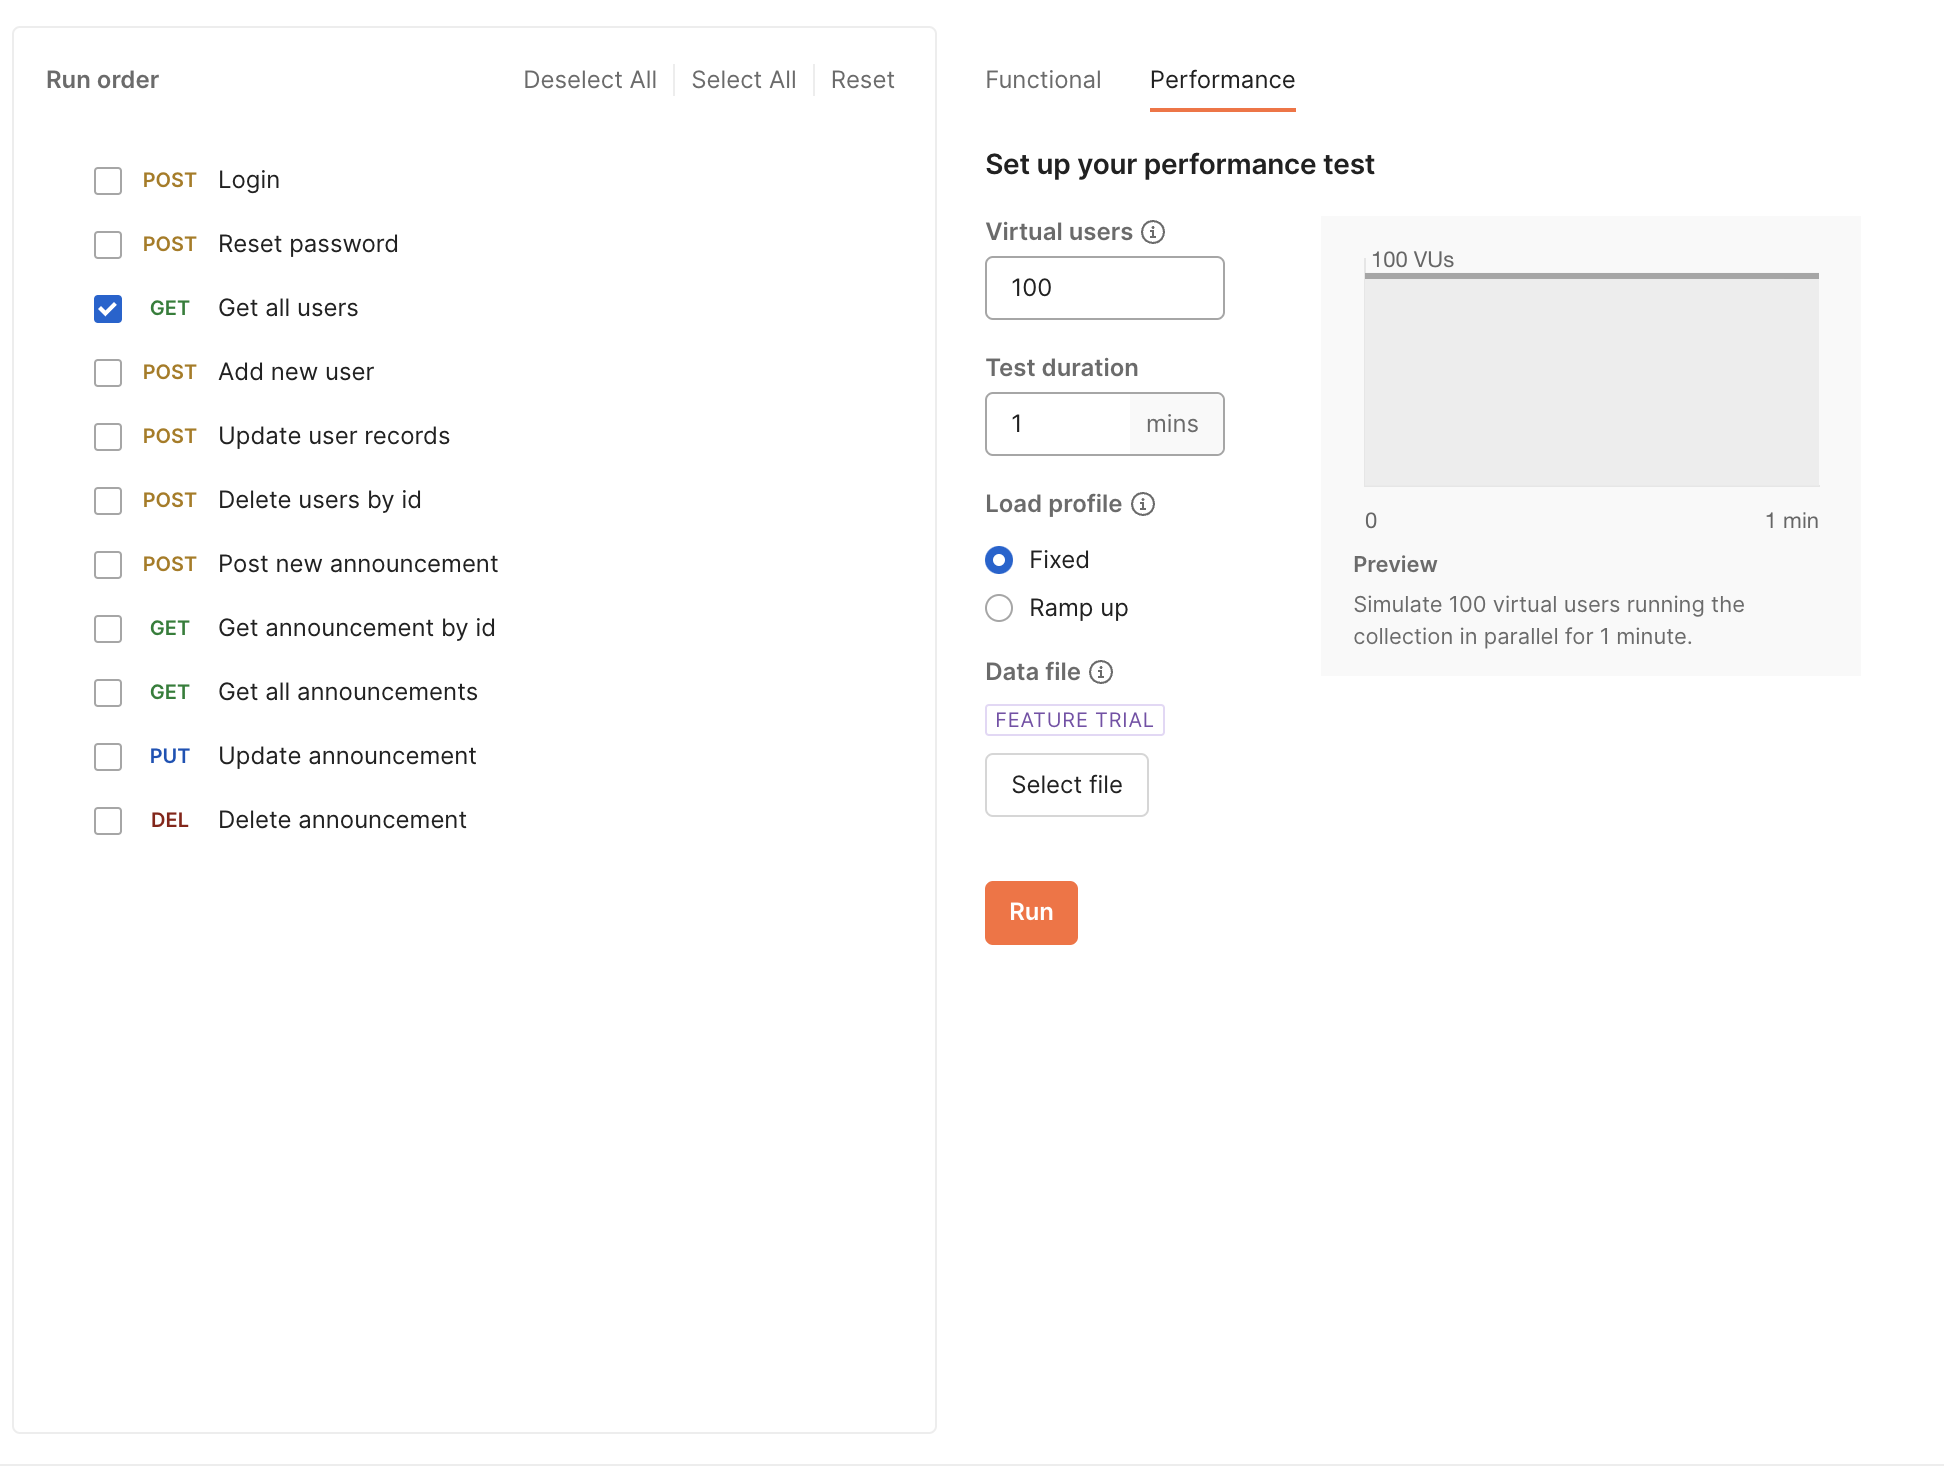 Run order
Deselect All
Select All
Reset
POST Login
POST Reset password
GET Get all users
POST Add new user
POST Update user records
POST Delete users by id
POST Post new announcement
GET Get announcement by id
GET Get all announcements
PUT Update announcement
DEL Delete announcement
Functional
Performance
Set up your performance test
Virtual users
100
Test duration
1 mins
Load profile
Fixed
Ramp up
Data file
FEATURE TRIAL
Select file
Run
100 VUs
0 1 min
Preview
Simulate 100 virtual users running the
collection in parallel for 1 minute.